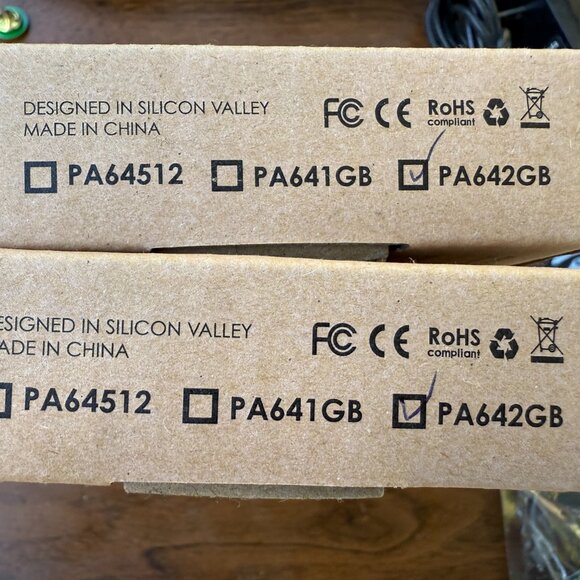 DESIGNED IN SILICON VALLEY
MADE IN CHINA
FC CE RoHS compliant
PA64512 PA641GB PA642GB
ESIGNED IN SILICON VALLEY
ADE IN CHINA
FC CE RoHS compliant
PA64512 PA641GB PA642GB